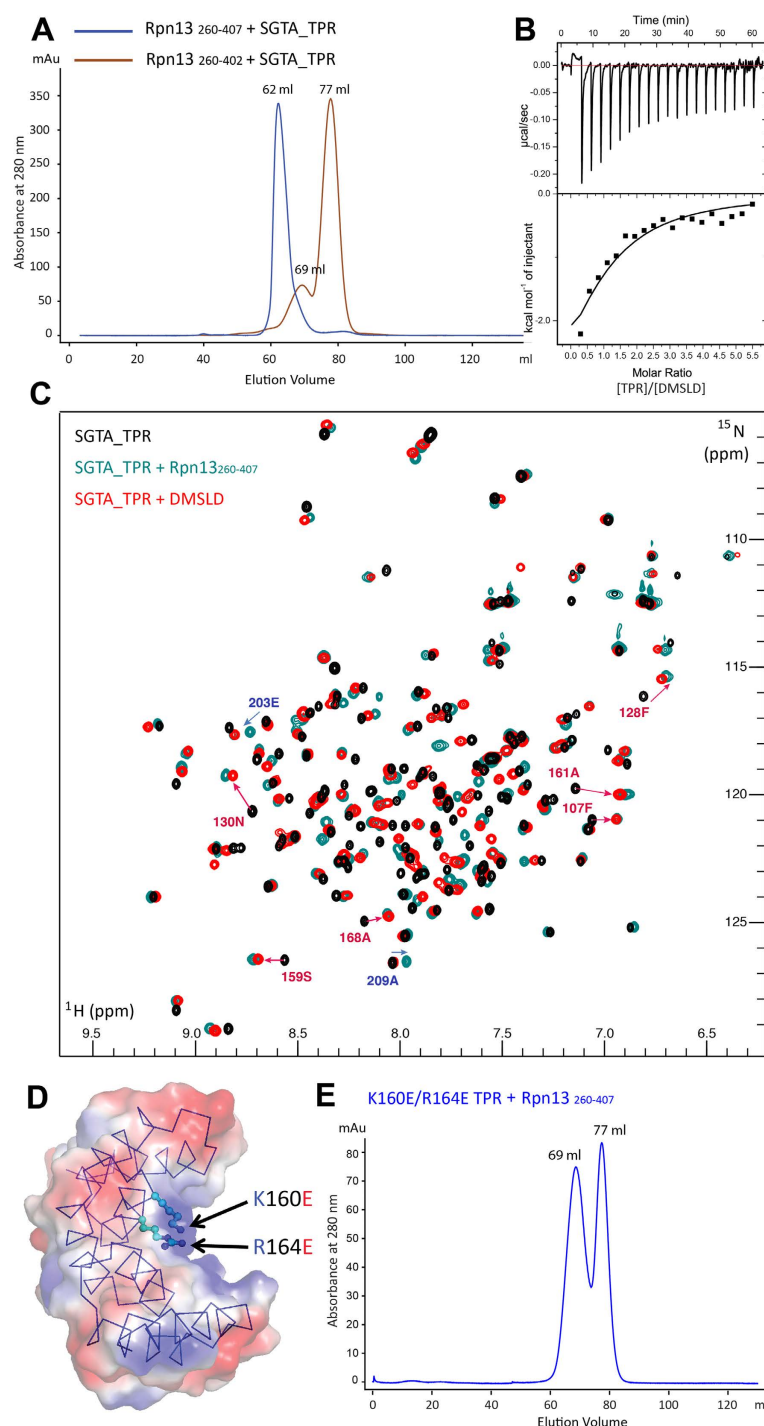 A
Rpn13 260-407 + SGTA_TPR
Rpn13 260-402 + SGTA_TPR
mAu
62 ml
77 ml
69 ml
350
300
250
200
150
100
50
0
Absorbance at 280 nm
0 20 40 60 80 100 120 ml
Elution Volume
B
Time (min)
0 10 20 30 40 50 60
0.00
-0.05
-0.10
-0.15
-0.20
µcal/sec
0.0
-2.0
kcal mol-1 of injectant
0.0 0.5 1.0 1.5 2.0 2.5 3.0 3.5 4.0 4.5 5.0 5.5
Molar Ratio
[TPR]/[DMSLD]
C
SGTA_TPR
SGTA_TPR + Rpn13260-407
SGTA_TPR + DMSLD
15N
(ppm)
110
115
120
125
128F
203E
161A
107F
130N
168A
159S
209A
1H (ppm)
9.5 9.0 8.5 8.0 7.5 7.0 6.5
D
K160E
R164E
E
K160E/R164E TPR + Rpn13 260-407
mAu
69 ml
77 ml
80
70
60
50
40
30
20
10
0
Absorbance at 280 nm
0 20 40 60 80 100 120 m
Elution Volume